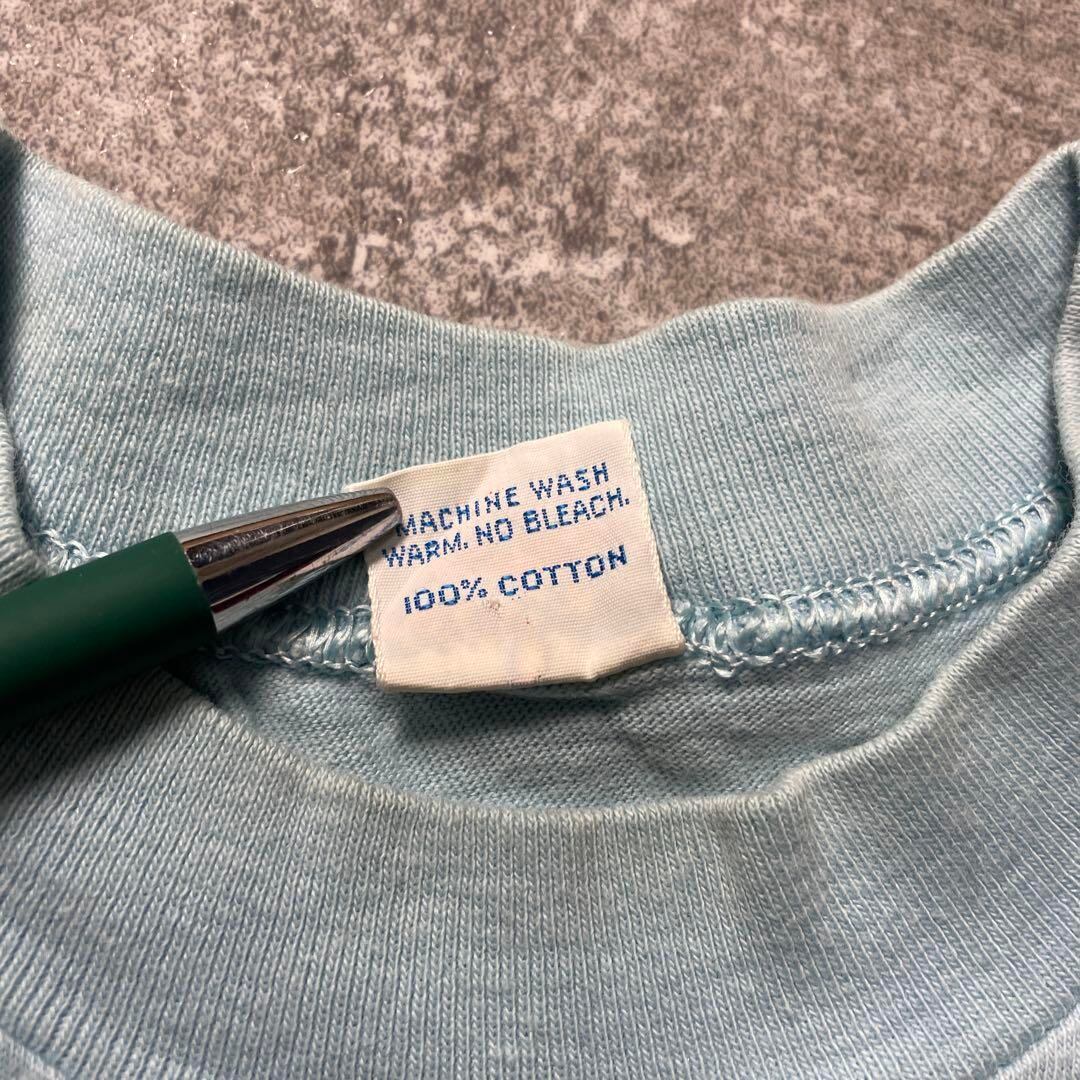 MACHINE WASH
WARM. NO BLEACH.
100% COTTON